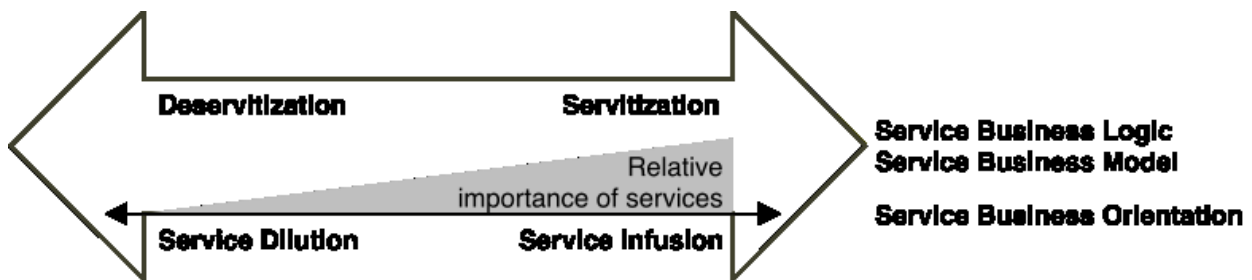 Deservitization
Servitization
Service Business Logic
Service Business Model
Relative
importance of services
Service Business Orientation
Service Dilution
Service Infusion